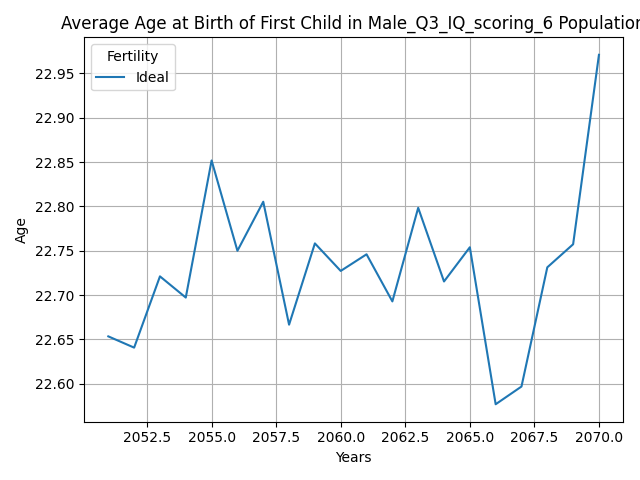 Average Age at Birth of First Child in Male_Q3_IQ_scoring_6 Population
Fertility
Ideal
22.95
22.90
22.85
22.80
22.75
22.70
22.65
22.60
Age
2052.5 2055.0 2057.5 2060.0 2062.5 2065.0 2067.5 2070.0
Years